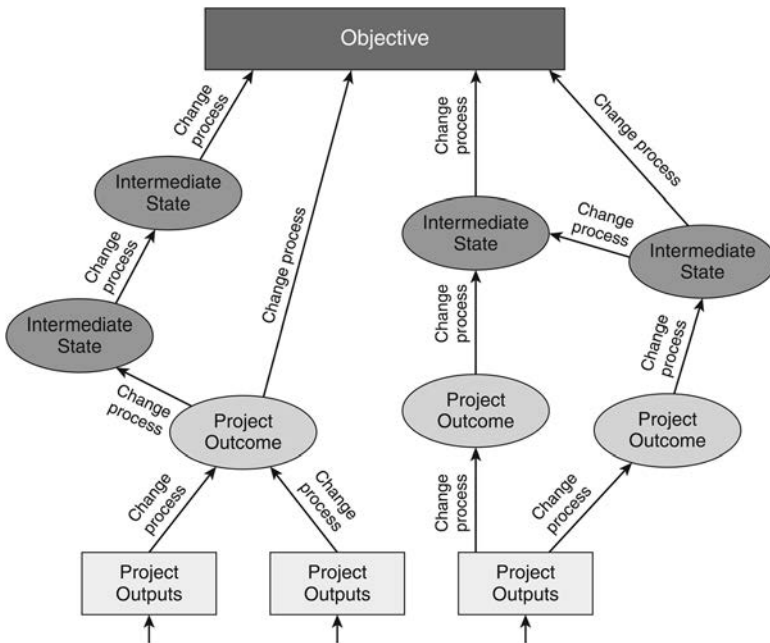 Objective
Change
process
Change process
Change
process
Change process
Intermediate
State
Intermediate
State
Change
process
Intermediate
State
Change
process
Intermediate
State
Change
process
Change
process
Change
process
Project
Outcome
Project
Outcome
Project
Outcome
Change
process
Change
process
Change
process
Change
process
Project
Outputs
Project
Outputs
Project
Outputs